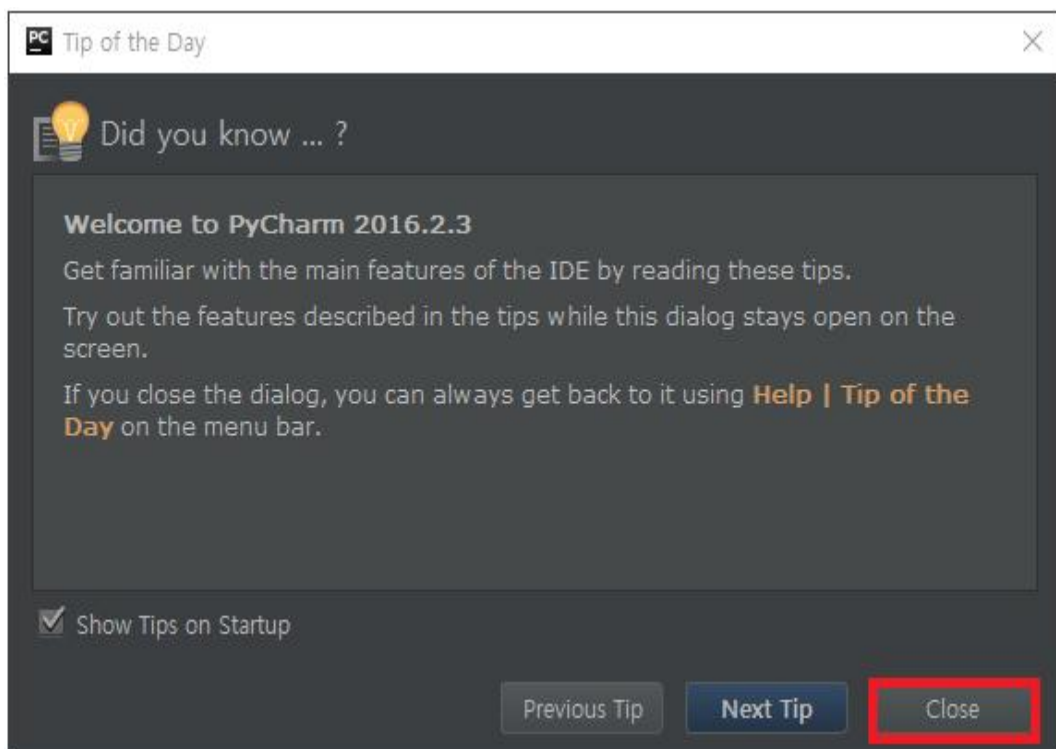 PC Tip of the Day
Did you know ... ?
Welcome to PyCharm 2016.2.3
Get familiar with the main features of the IDE by reading these tips.
Try out the features described in the tips while this dialog stays open on the
screen.
If you close the dialog, you can always get back to it using Help | Tip of the
Day on the menu bar.
Show Tips on Startup
Previous Tip Next Tip Close